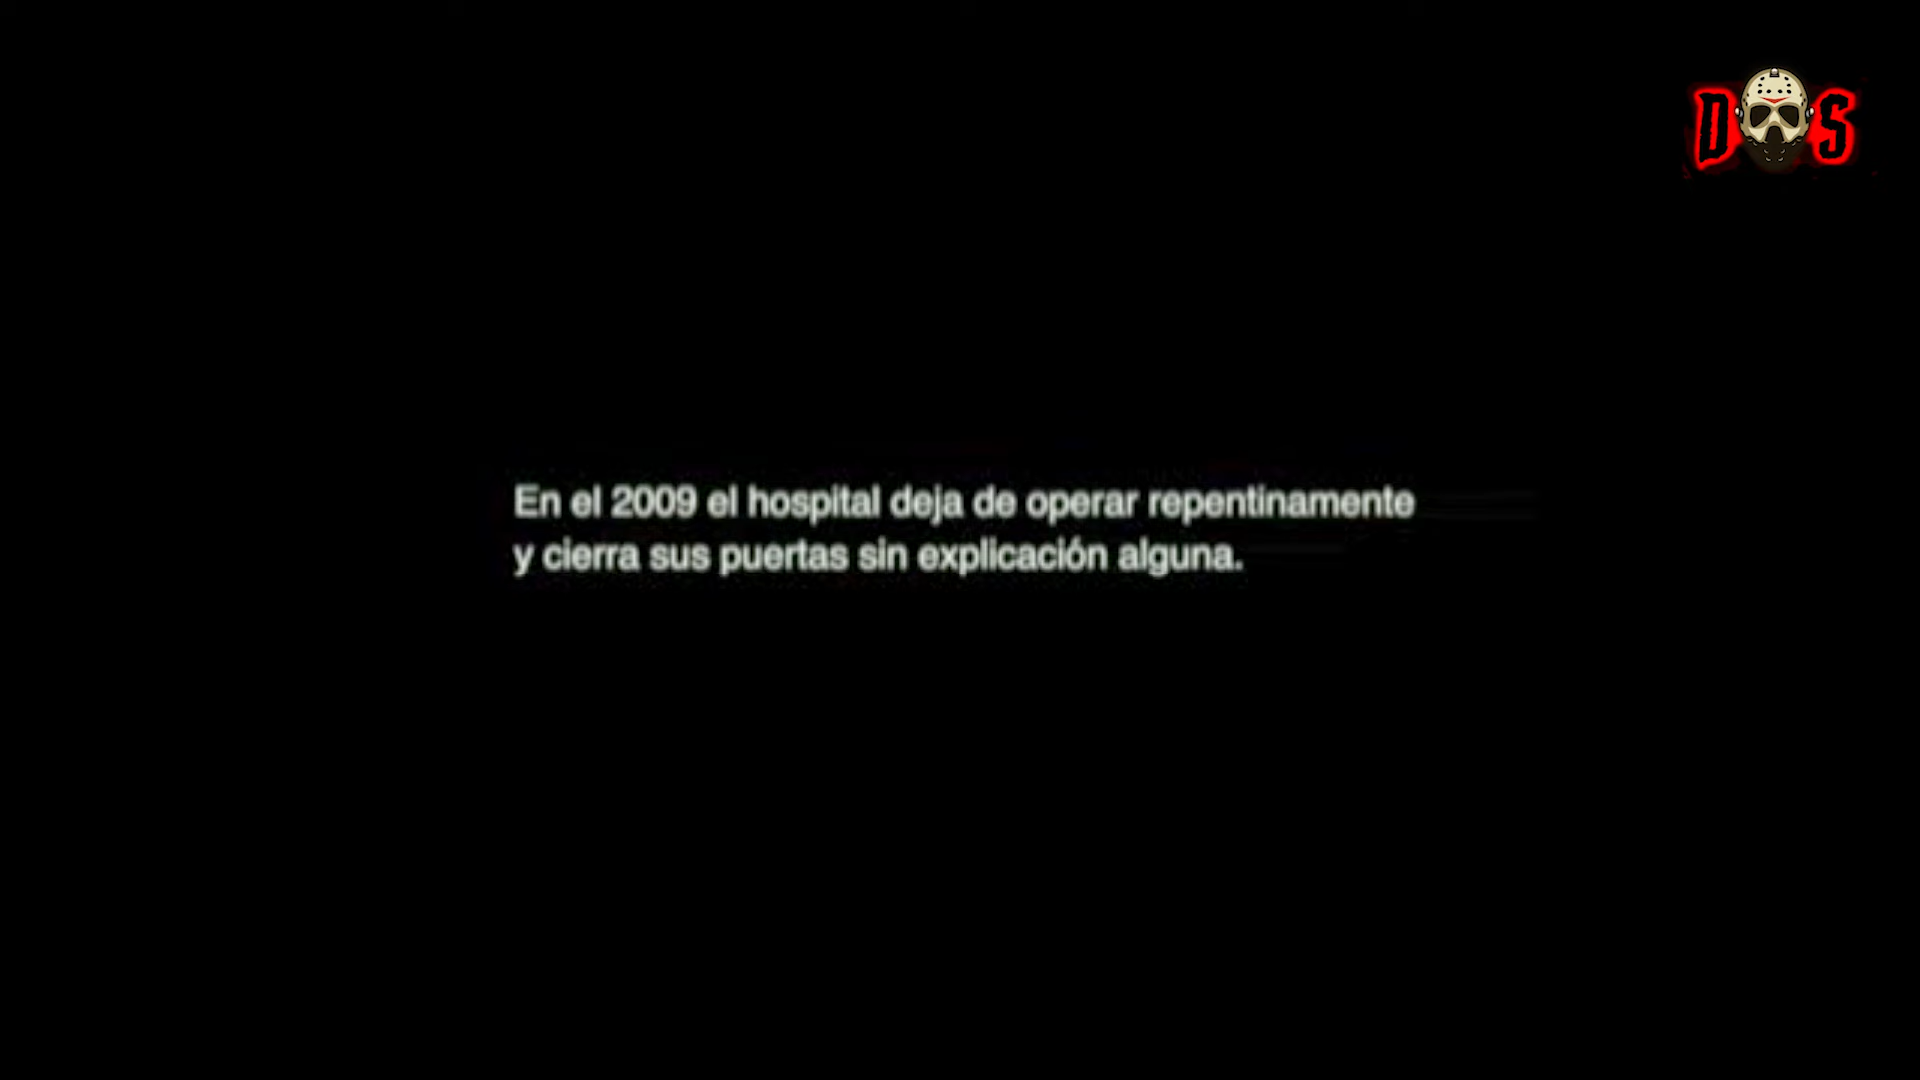 D S
En el 2009 el hospital deja de operar repentinamente
y cierra sus puertas sin explicación alguna.